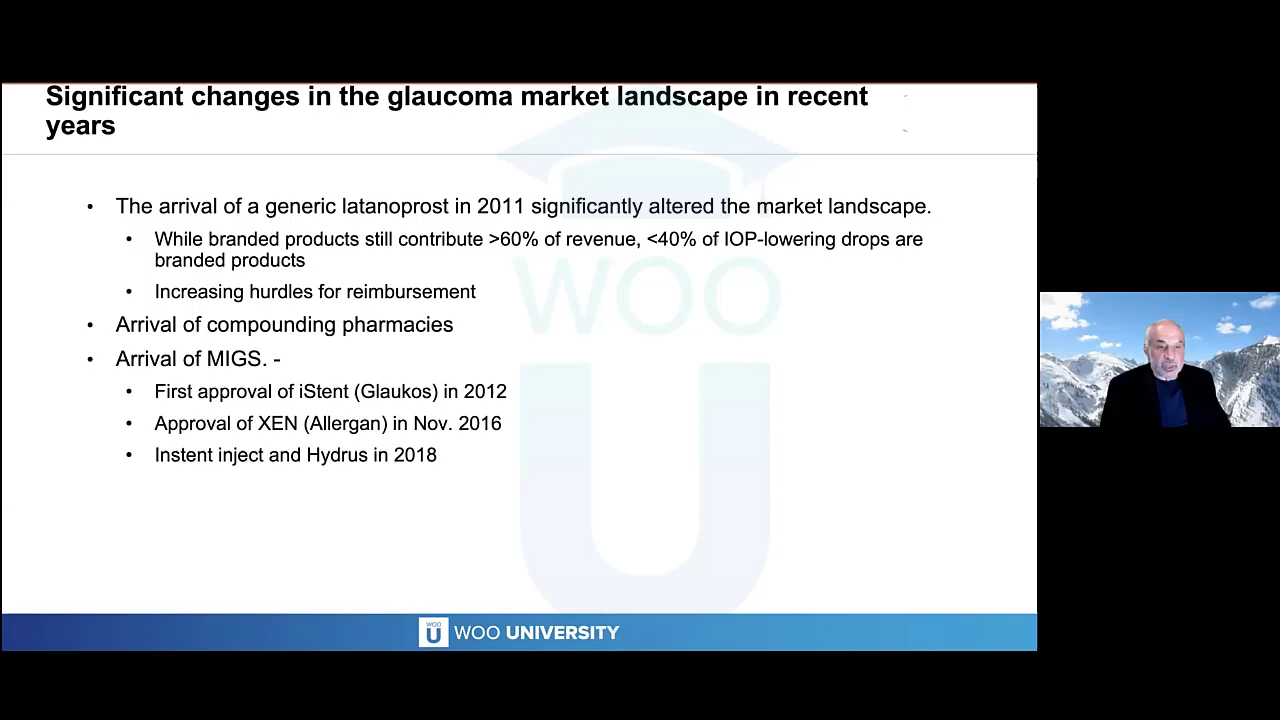 Significant changes in the glaucoma market landscape in recent
years
• The arrival of a generic latanoprost in 2011 significantly altered the market landscape.
• While branded products still contribute >60% of revenue, <40% of IOP-lowering drops are
branded products
• Increasing hurdles for reimbursement
• Arrival of compounding pharmacies
• Arrival of MIGS. -
• First approval of iStent (Glaukos) in 2012
• Approval of XEN (Allergan) in Nov. 2016
• Instent inject and Hydrus in 2018
WOO
U
WOO
U
WOO UNIVERSITY